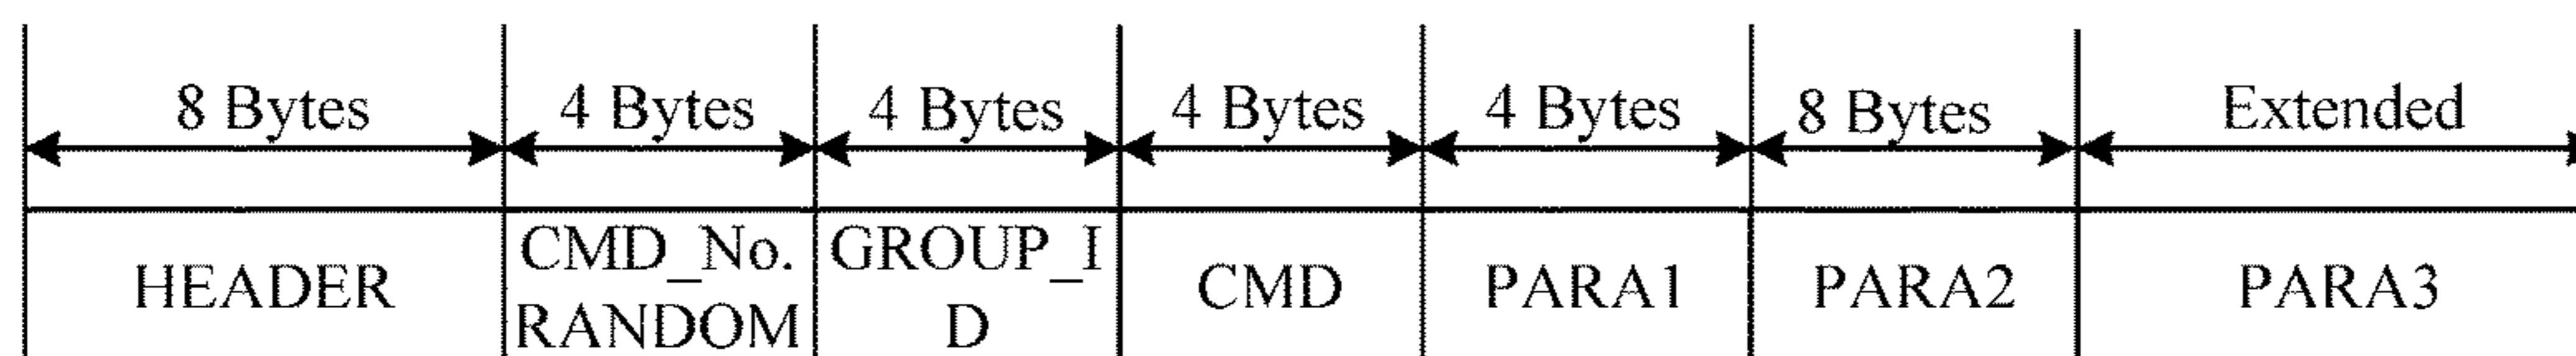 8 Bytes 4 Bytes 4 Bytes 4 Bytes 4 Bytes 8 Bytes Extended
HEADER CMD_No. RANDOM GROUP_I D CMD PARA1 PARA2 PARA3